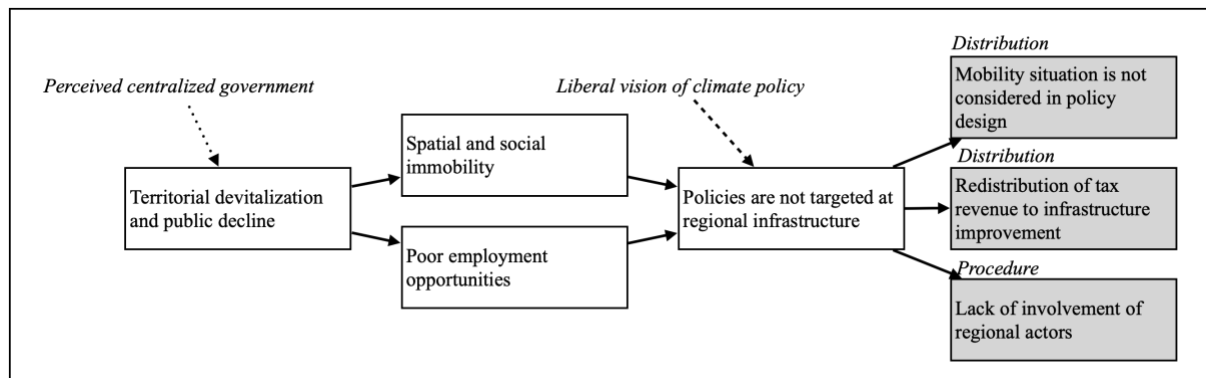 Perceived centralized government
Territorial devitalization
and public decline
Spatial and social
immobility
Poor employment
opportunities
Liberal vision of climate policy
Policies are not targeted at
regional infrastructure
Distribution
Mobility situation is not
considered in policy
design
Distribution
Redistribution of tax
revenue to infrastructure
improvement
Procedure
Lack of involvement of
regional actors